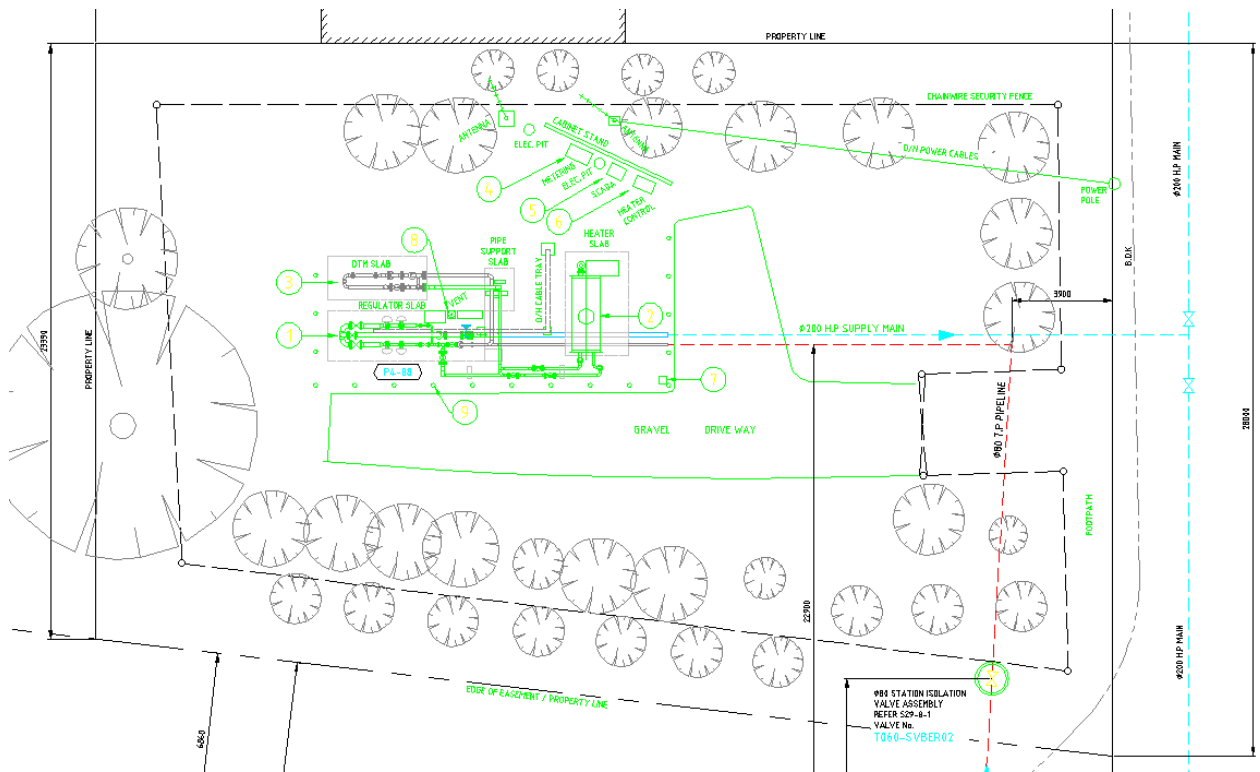 PROPERTY LINE
CHAINWIRE SECURITY FENCE
ANTENNA
ELEC. PIT
CABINET STAND
ANTENNA
O/H POWER CABLES
POWER
POLE
METERING
ELEC. PIT
SCADA
HEATER
CONTROL
4
5
6
Ø200 H.P MAIN
B.O.K
23990
PROPERTY LINE
DTM SLAB
3
8
PIPE
SUPPORT
SLAB
O/H CABLE TRAY
HEATER
SLAB
VENT
REGULATOR SLAB
1
2
P4-88
9
7
Ø200 H.P SUPPLY MAIN
3900
Ø80 T.P PIPELINE
28000
GRAVEL DRIVE WAY
FOOTPATH
22900
Ø200 H.P MAIN
EDGE OF EASEMENT / PROPERTY LINE
6060
Ø80 STATION ISOLATION
VALVE ASSEMBLY
REFER S29-8-1
VALVE No.
T060-SVBER02